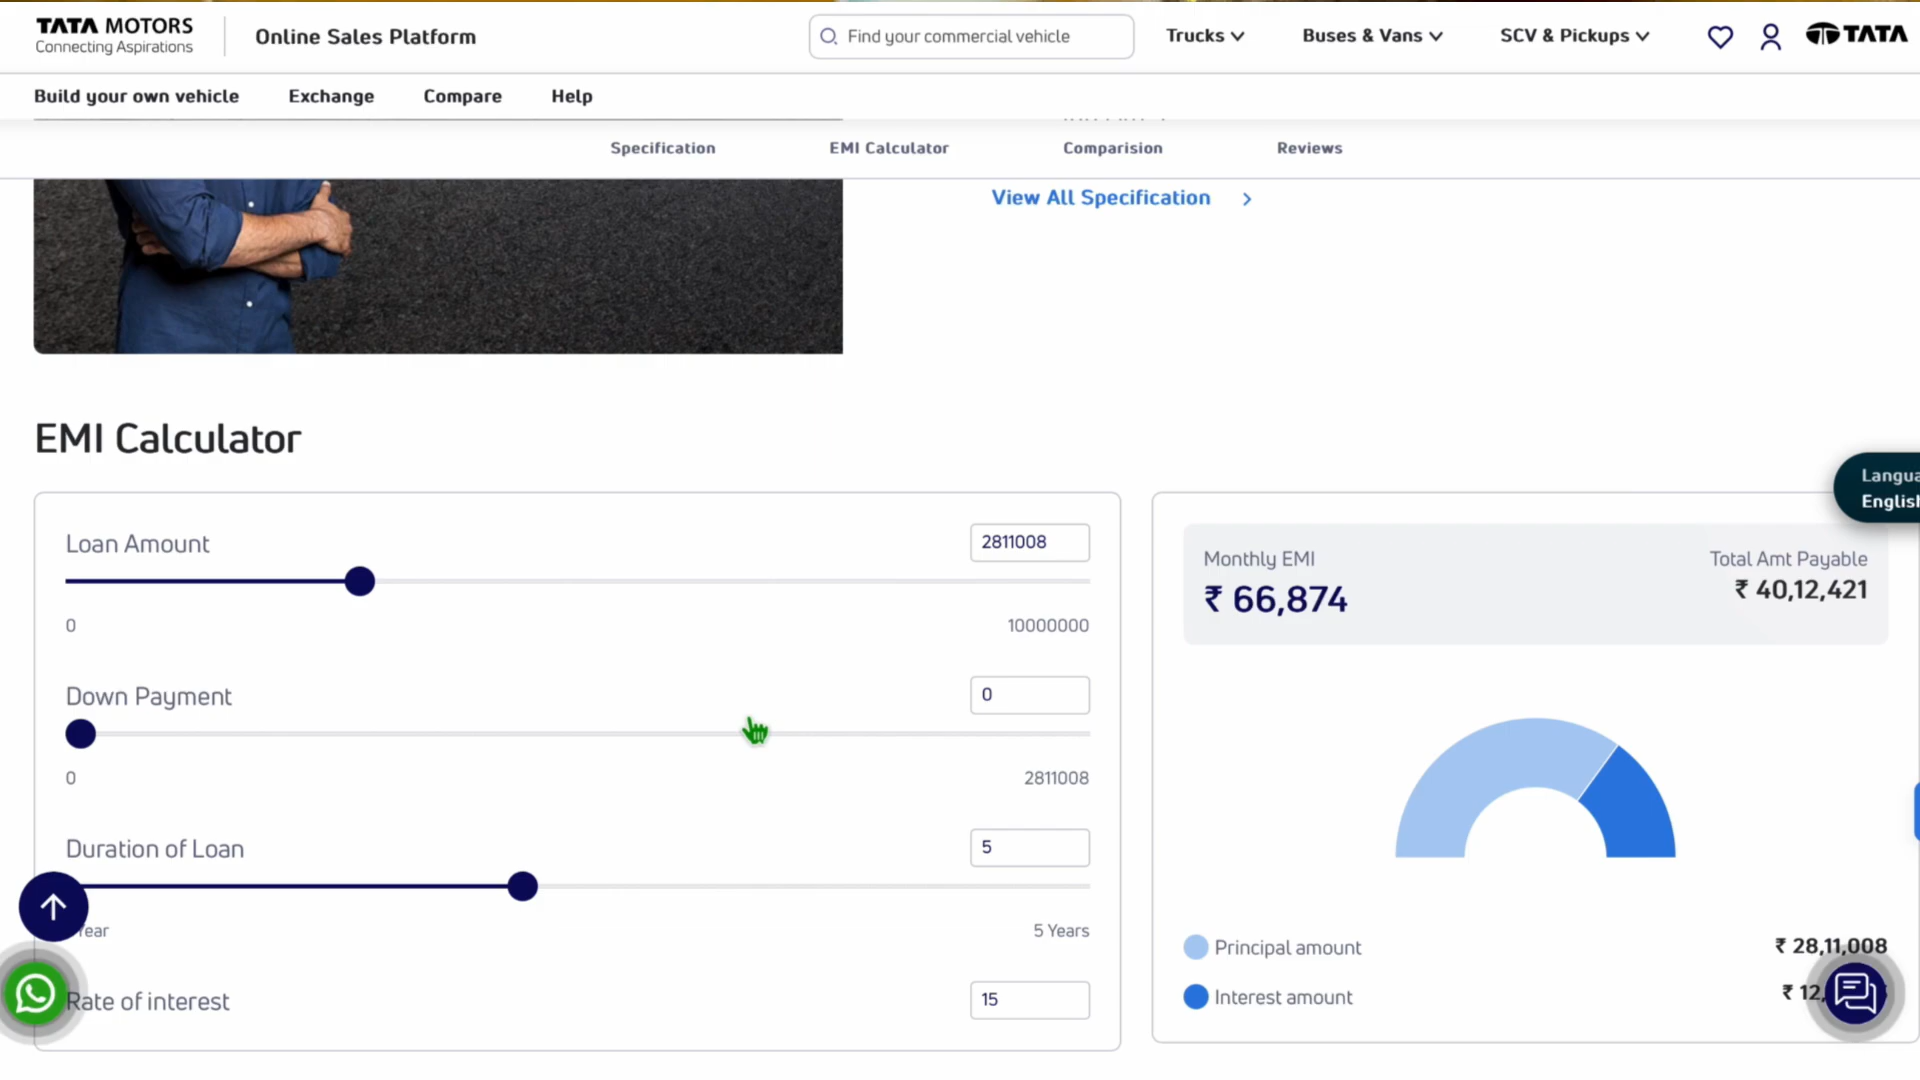 TATA MOTORS
Connecting Aspirations
Online Sales Platform
Find your commercial vehicle
Trucks
Buses & Vans
SCV & Pickups
TATA
Build your own vehicle
Exchange
Compare
Help
Specification
EMI Calculator
Comparision
Reviews
View All Specification
EMI Calculator
Loan Amount
2811008
0
10000000
Down Payment
0
0
2811008
Duration of Loan
5
5 Years
Rate of interest
15
English
Monthly EMI
₹ 66,874
Total Amt Payable
₹ 40,12,421
Principal amount
₹ 28,11,008
Interest amount
₹ 12,